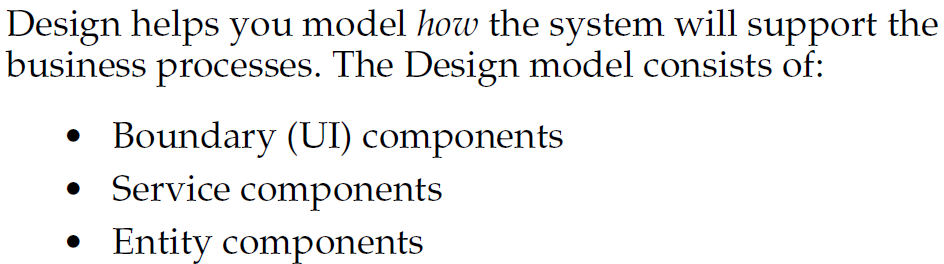 Design helps you model how the system will support the
business processes. The Design model consists of:
• Boundary (UI) components
• Service components
• Entity components